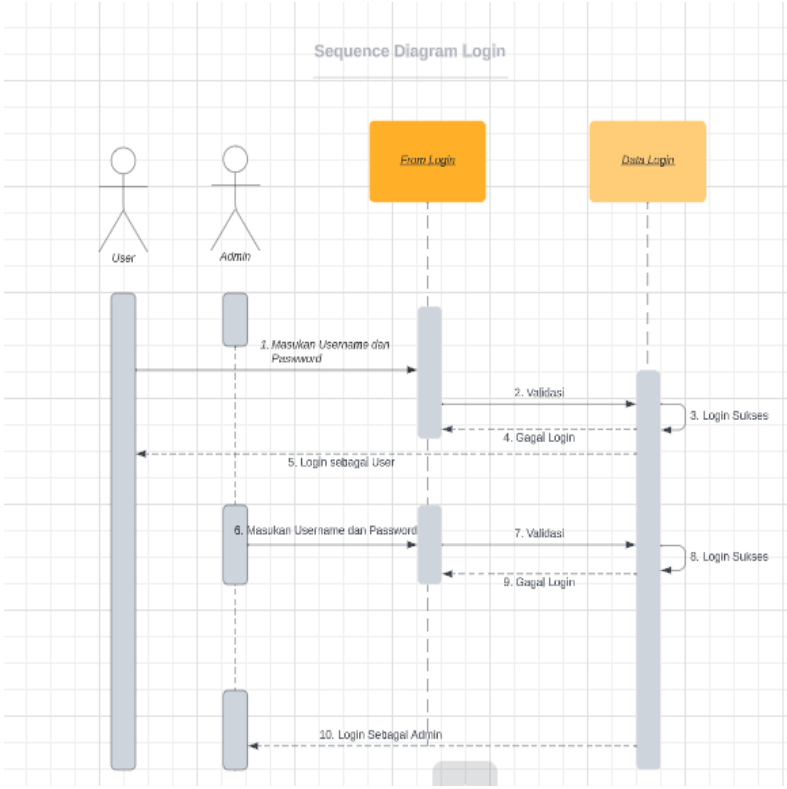 Sequence Diagram Login
From Login
Data Login
User
Admin
1. Masukan Username dan
Paswword
2. Validasi
3. Login Sukses
4. Gagal Login
5. Login sebagai User
6. Masukan Username dan Password
7. Validasi
8. Login Sukses
9. Gagal Login
10. Login Sebagai Admin